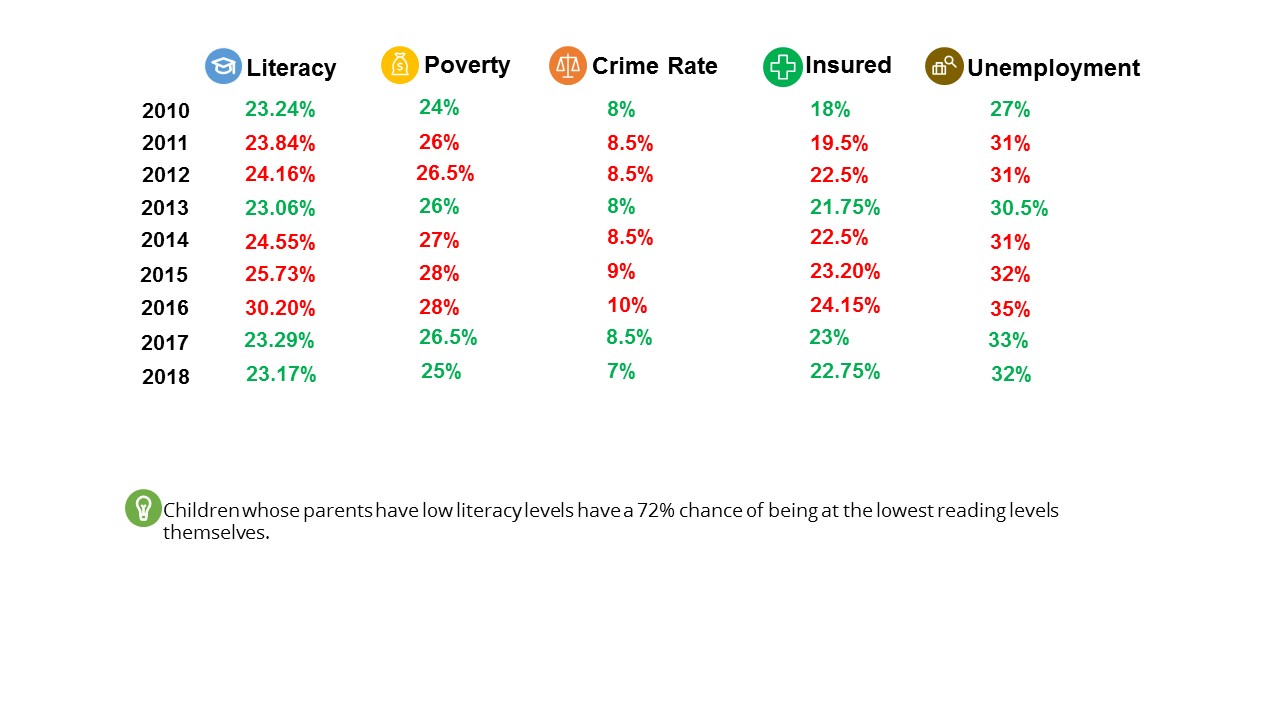 Literacy Poverty Crime Rate Insured Unemployment
2010 23.24% 24% 8% 18% 27%
2011 23.84% 26% 8.5% 19.5% 31%
2012 24.16% 26.5% 8.5% 22.5% 31%
2013 23.06% 26% 8% 21.75% 30.5%
2014 24.55% 27% 8.5% 22.5% 31%
2015 25.73% 28% 9% 23.20% 32%
2016 30.20% 28% 10% 24.15% 35%
2017 23.29% 26.5% 8.5% 23% 33%
2018 23.17% 25% 7% 22.75% 32%
Children whose parents have low literacy levels have a 72% chance of being at the lowest reading levels
themselves.